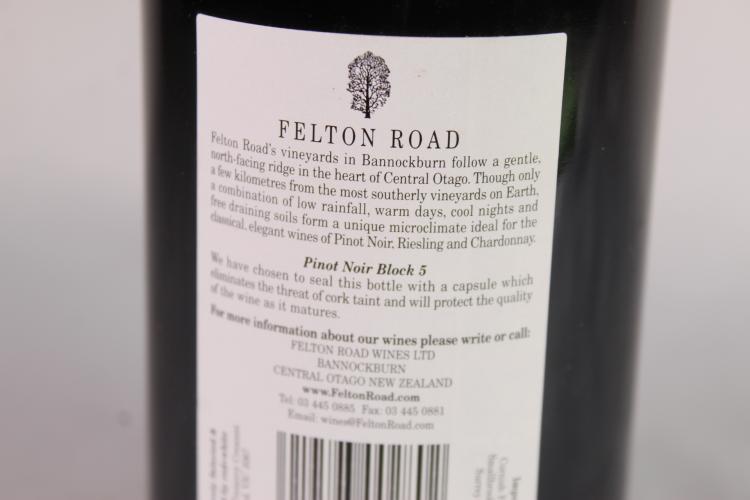 FELTON ROAD
Felton Road's vineyards in Bannockburn follow a gentle,
north-facing ridge in the heart of Central Otago. Though only
a few kilometres from the most southerly vineyards on Earth,
a combination of low rainfall, warm days, cool nights and
free draining soils form a unique microclimate ideal for the
classical, elegant wines of Pinot Noir, Riesling and Chardonnay.
Pinot Noir Block 5
We have chosen to seal this bottle with a capsule which
eliminates the threat of cork taint and will protect the quality
of the wine as it matures.
For more information about our wines please write or call:
FELTON ROAD WINES LTD
BANNOCKBURN
CENTRAL OTAGO NEW ZEALAND
www.FeltonRoad.com
Tel: 03 445 0885 Fax: 03 445 0881
Email: wines@FeltonRoad.com